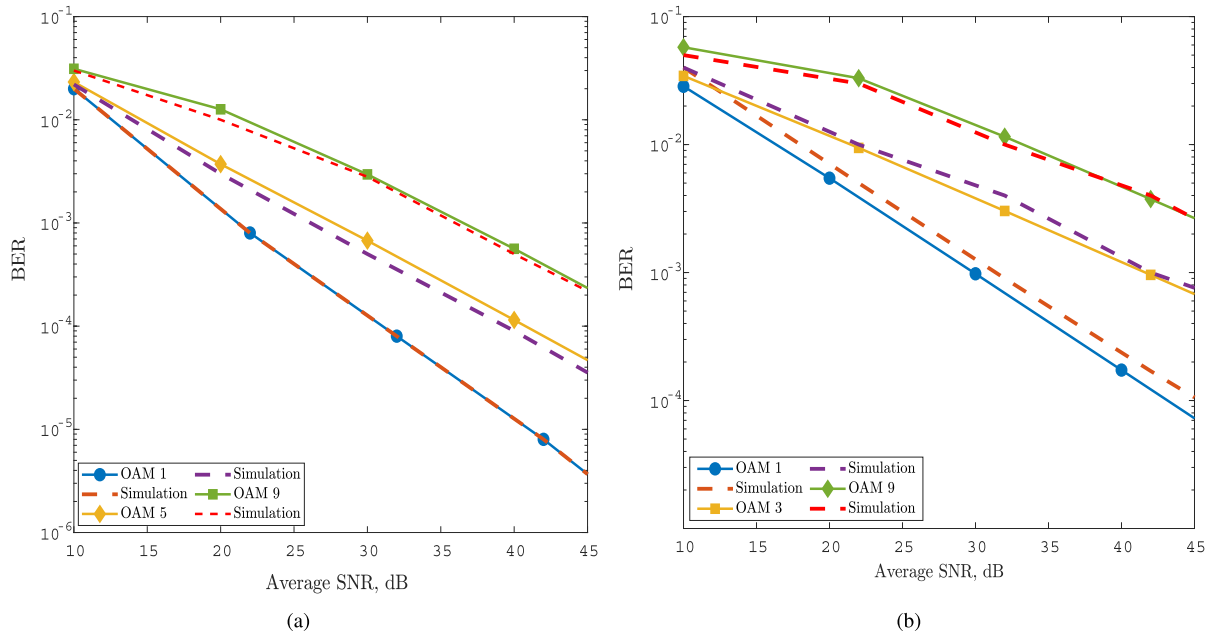 10^-1
10^-2
10^-3
10^-4
10^-5
10^-6
BER
OAM 1
Simulation
OAM 5
Simulation
OAM 9
Simulation
10 15 20 25 30 35 40 45
Average SNR, dB
(a)
10^-1
10^-2
10^-3
10^-4
BER
OAM 1
Simulation
OAM 3
Simulation
OAM 9
Simulation
10 15 20 25 30 35 40 45
Average SNR, dB
(b)